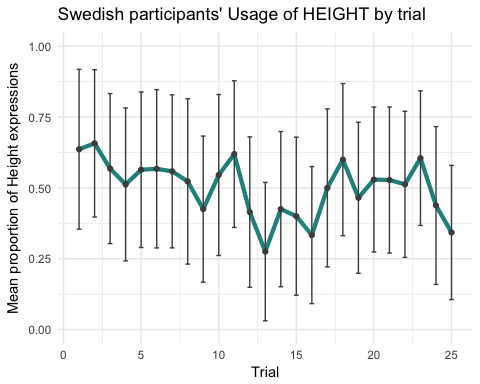 Swedish participants' Usage of HEIGHT by trial
Mean proportion of Height expressions
1.00
0.75
0.50
0.25
0.00
0 5 10 15 20 25
Trial